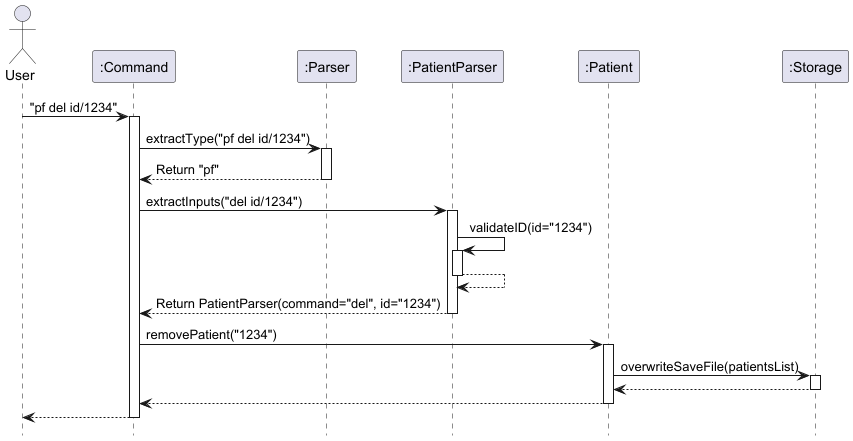 User
:Command
:Parser
:PatientParser
:Patient
:Storage
"pf del id/1234"
extractType("pf del id/1234")
Return "pf"
extractInputs("del id/1234")
validateID(id="1234")
Return PatientParser(command="del", id="1234")
removePatient("1234")
overwriteSaveFile(patientsList)